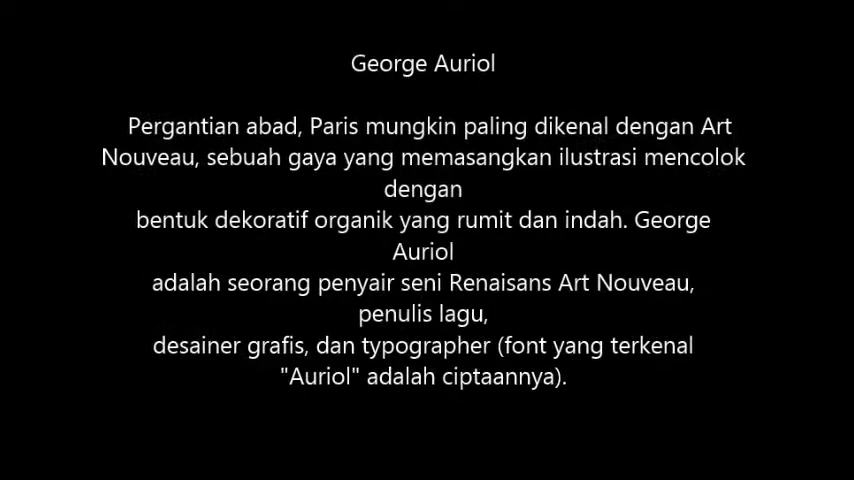 George Auriol
Pergantian abad, Paris mungkin paling dikenal dengan Art
Nouveau, sebuah gaya yang memasangkan ilustrasi mencolok
dengan
bentuk dekoratif organik yang rumit dan indah. George
Auriol
adalah seorang penyair seni Renaisans Art Nouveau,
penulis lagu,
desainer grafis, dan typographer (font yang terkenal
"Auriol" adalah ciptaannya).